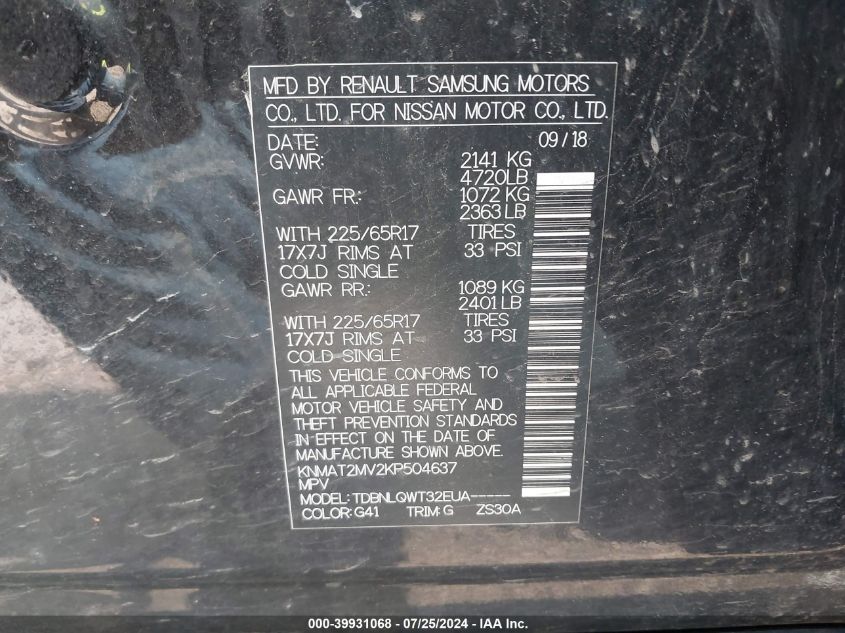 MFD BY RENAULT SAMSUNG MOTORS
CO., LTD. FOR NISSAN MOTOR CO., LTD.
DATE: 09/18
GVWR: 2141 KG
4720LB
GAWR FR.: 1072 KG
2363 LB
WITH 225/65R17 TIRES
17X7J RIMS AT 33 PSI
COLD SINGLE
GAWR RR.: 1089 KG
2401 LB
WITH 225/65R17 TIRES
17X7J RIMS AT 33 PSI
COLD SINGLE
THIS VEHICLE CONFORMS TO
ALL APPLICABLE FEDERAL
MOTOR VEHICLE SAFETY AND
THEFT PREVENTION STANDARDS
IN EFFECT ON THE DATE OF
MANUFACTURE SHOWN ABOVE.
KNMAT2MV2KP504637
MPV
MODEL: TDBNLQWT32EUA-----
COLOR: G41 TRIM: G ZS30A
000-39931068 - 07/25/2024 - IAA Inc.